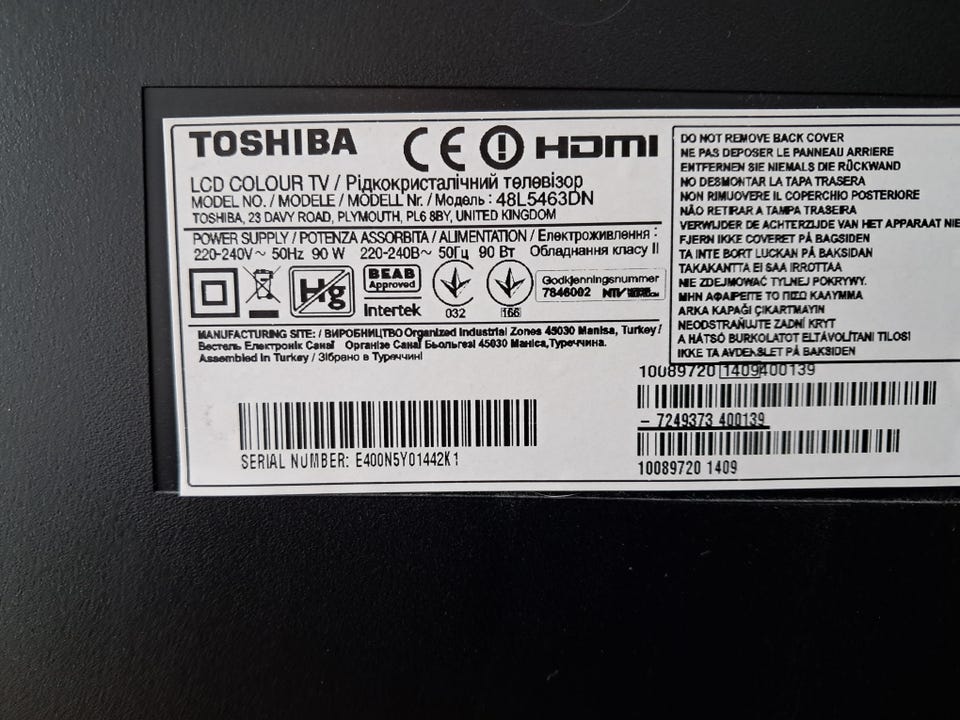 TOSHIBA
CE HDMI
LCD COLOUR TV / Рідкокристалічний телевізор
MODEL NO. / MODELE / MODELL Nr. / Модель : 48L5463DN
TOSHIBA, 23 DAVY ROAD, PLYMOUTH, PL6 8BY, UNITED KINGDOM
POWER SUPPLY / POTENZA ASSORBITA / ALIMENTATION / Електроживлення :
220-240V~ 50Hz 90 W 220-240В~ 50Гц 90 Вт Обладнання класу II
Hg
BEAB
Approved
Intertek
032
166
Godkjenningsnummer
7846002
MANUFACTURING SITE: / ВИРОБНИЦТВО Organized Industrial Zones 45030 Manisa, Turkey/
Вестель Електронік Санаї Організе Санаї Бьольгезі 45030 Маніса,Туреччина.
Assembled in Turkey / Зібрано в Туреччині
SERIAL NUMBER: E400N5Y01442K1
DO NOT REMOVE BACK COVER
NE PAS DEPOSER LE PANNEAU ARRIERE
ENTFERNEN SIE NIEMALS DIE RÜCKWAND
NO DESMONTAR LA TAPA TRASERA
NON RIMUOVERE IL COPERCHIO POSTERIORE
NÃO RETIRAR A TAMPA TRASEIRA
VERWIJDER DE ACHTERZIJDE VAN HET APPARAAT NIE
FJERN IKKE COVERET PÅ BAGSIDEN
TA INTE BORT LUCKAN PÅ BAKSIDAN
TAKAKANTTA EI SAA IRROTTAA
NIE ZDEJMOWAĆ TYLNEJ POKRYWY.
ΜΗΝ ΑΦΑΙΡΕΙΤΕ ΤΟ ΠΙΣΩ ΚΑΛΥΜΜΑ
ARKA KAPAĞI ÇIKARTMAYIN
NEODSTRAŇUJTE ZADNÍ KRYT
A HÁTSÓ BURKOLATOT ELTÁVOLÍTANI TILOS!
IKKE TA AV DEKSLET PÅ BAKSIDEN
10089720 1409400139
- 7249373 400139
10089720 1409